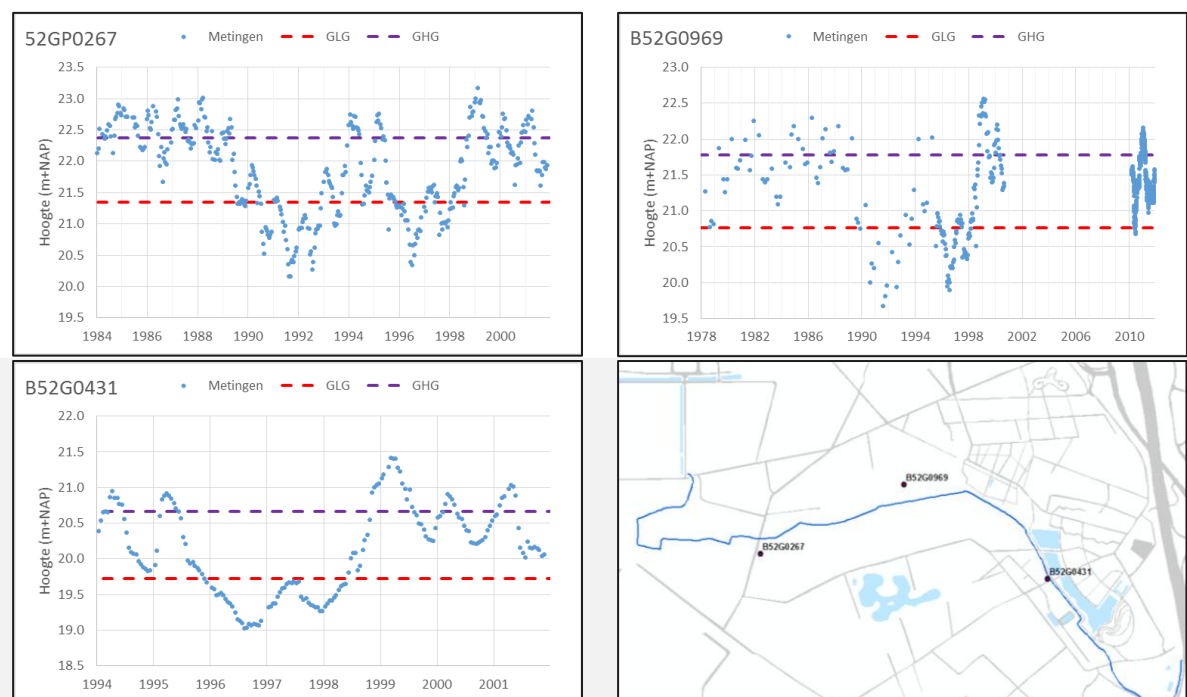 52GP0267
Metingen GLG GHG
Hoogte (m+NAP)
23.5
23.0
22.5
22.0
21.5
21.0
20.5
20.0
19.5
1984 1986 1988 1990 1992 1994 1996 1998 2000
B52G0969
Metingen GLG GHG
Hoogte (m+NAP)
23.0
22.5
22.0
21.5
21.0
20.5
20.0
19.5
1978 1982 1986 1990 1994 1998 2002 2006 2010
B52G0431
Metingen GLG GHG
Hoogte (m+NAP)
22.0
21.5
21.0
20.5
20.0
19.5
19.0
18.5
1994 1995 1996 1997 1998 1999 2000 2001
B52G0969
B52G0267
B52G0431